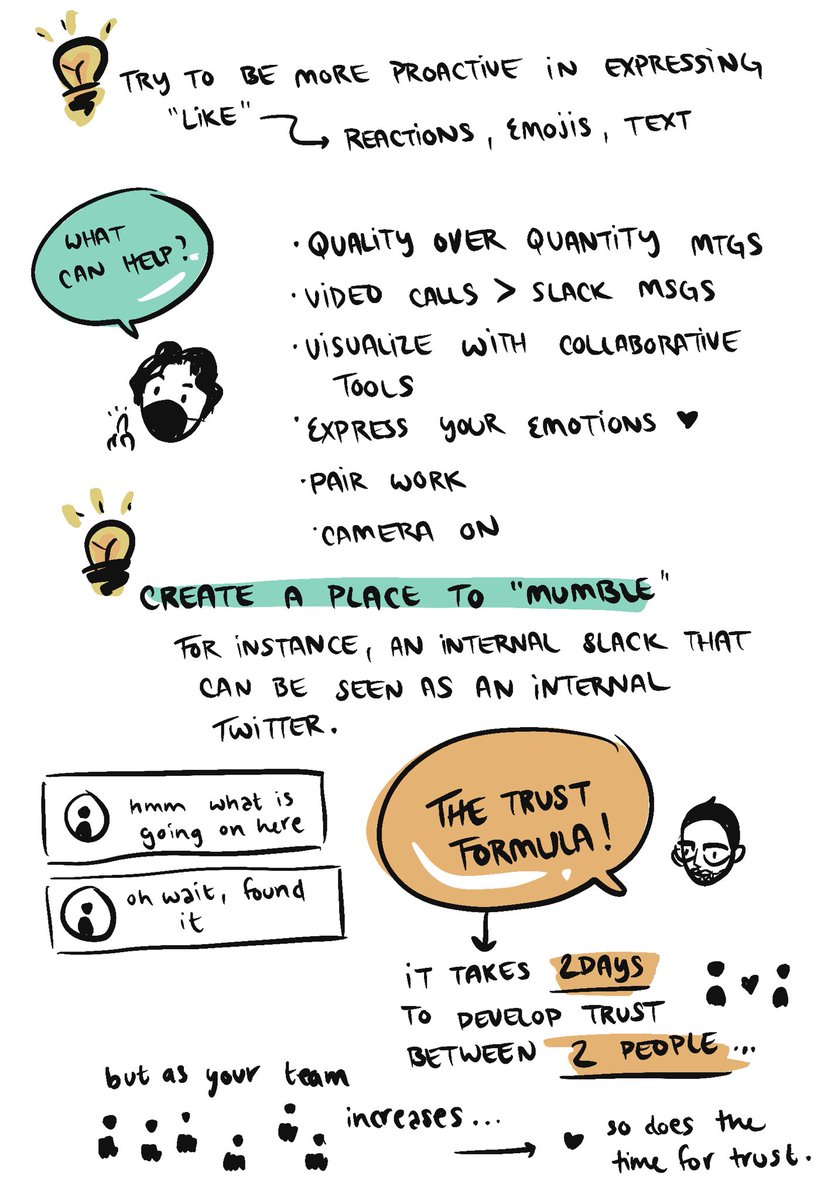 TRY TO BE MORE PROACTIVE IN EXPRESSING
"LIKE" → REACTIONS, EMOJIS, TEXT
WHAT
CAN HELP?
• QUALITY OVER QUANTITY MTGS
• VIDEO CALLS > SLACK MSGS
• VISUALIZE WITH COLLABORATIVE
TOOLS
• EXPRESS YOUR EMOTIONS ♥
• PAIR WORK
• CAMERA ON
CREATE A PLACE TO "MUMBLE"
FOR INSTANCE, AN INTERNAL SLACK THAT
CAN BE SEEN AS AN INTERNAL
TWITTER.
hmm what is
going on here
oh wait, found
it
THE TRUST
FORMULA!
IT TAKES 2 DAYS
TO DEVELOP TRUST
BETWEEN 2 PEOPLE...
but as your team
increases...
so does the
time for trust.